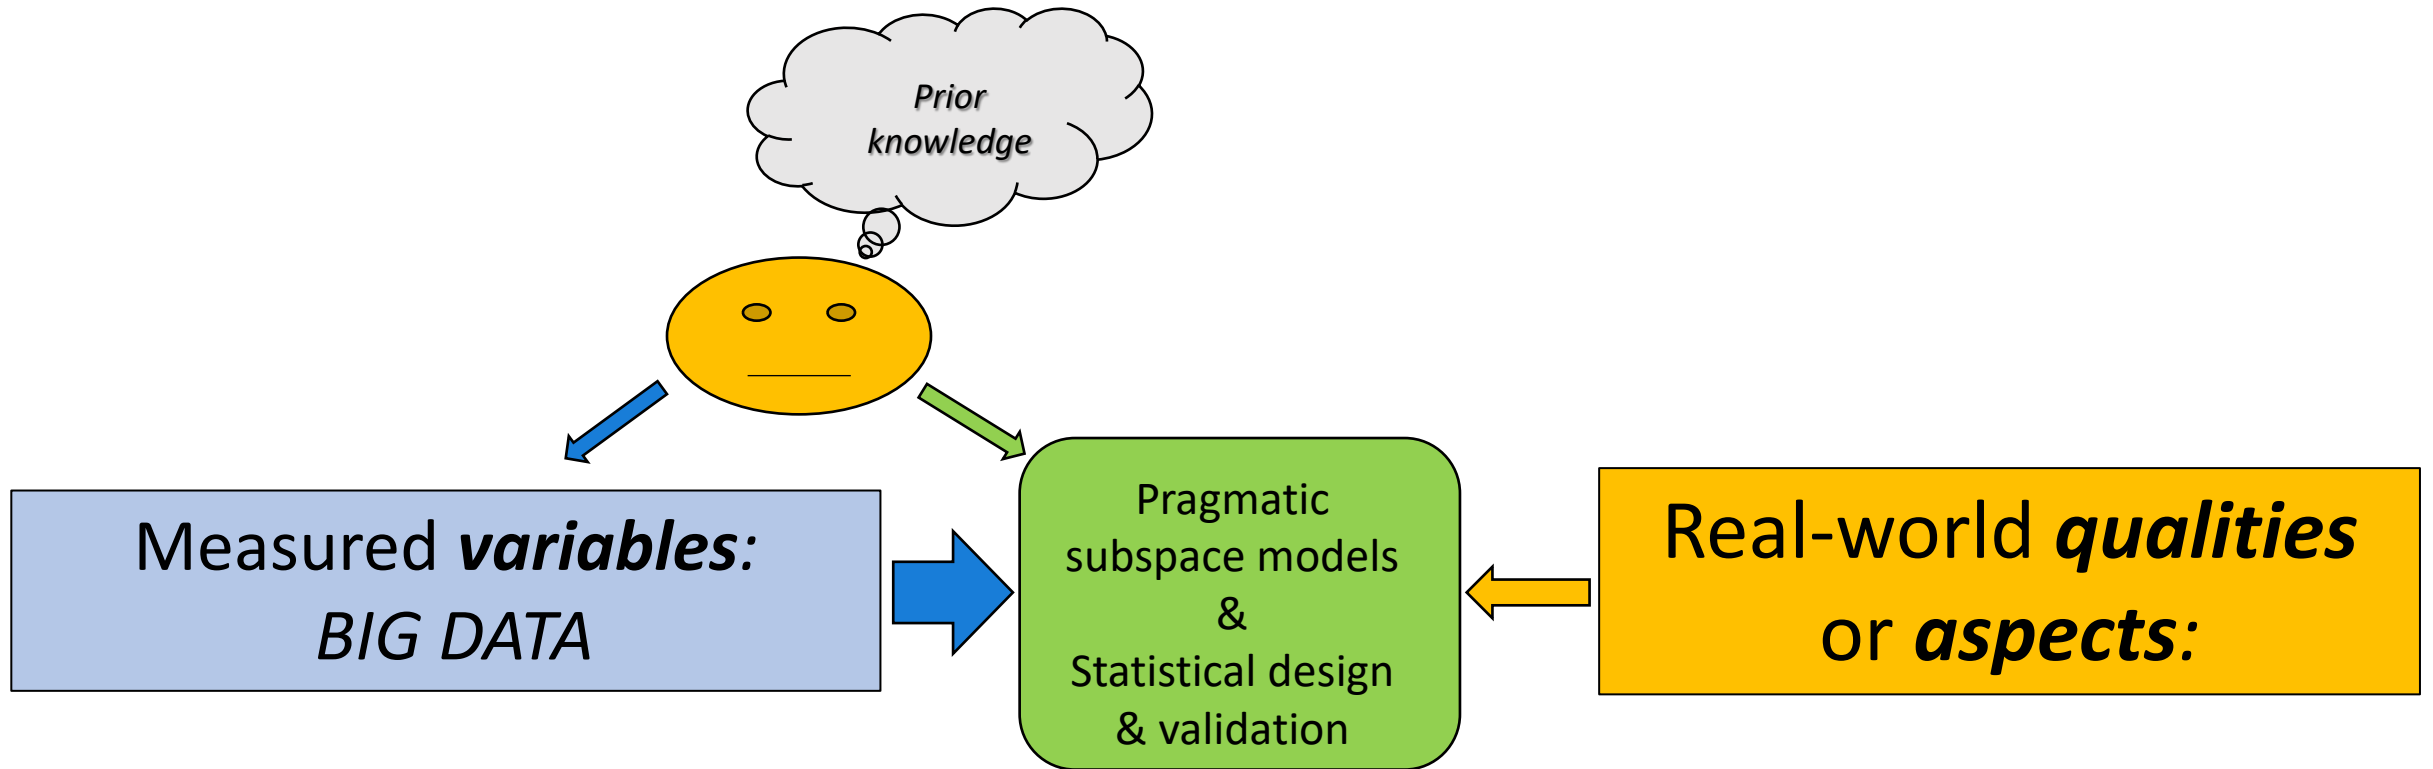 Prior
knowledge
Measured variables:
BIG DATA
Pragmatic
subspace models
&
Statistical design
& validation
Real-world qualities
or aspects: